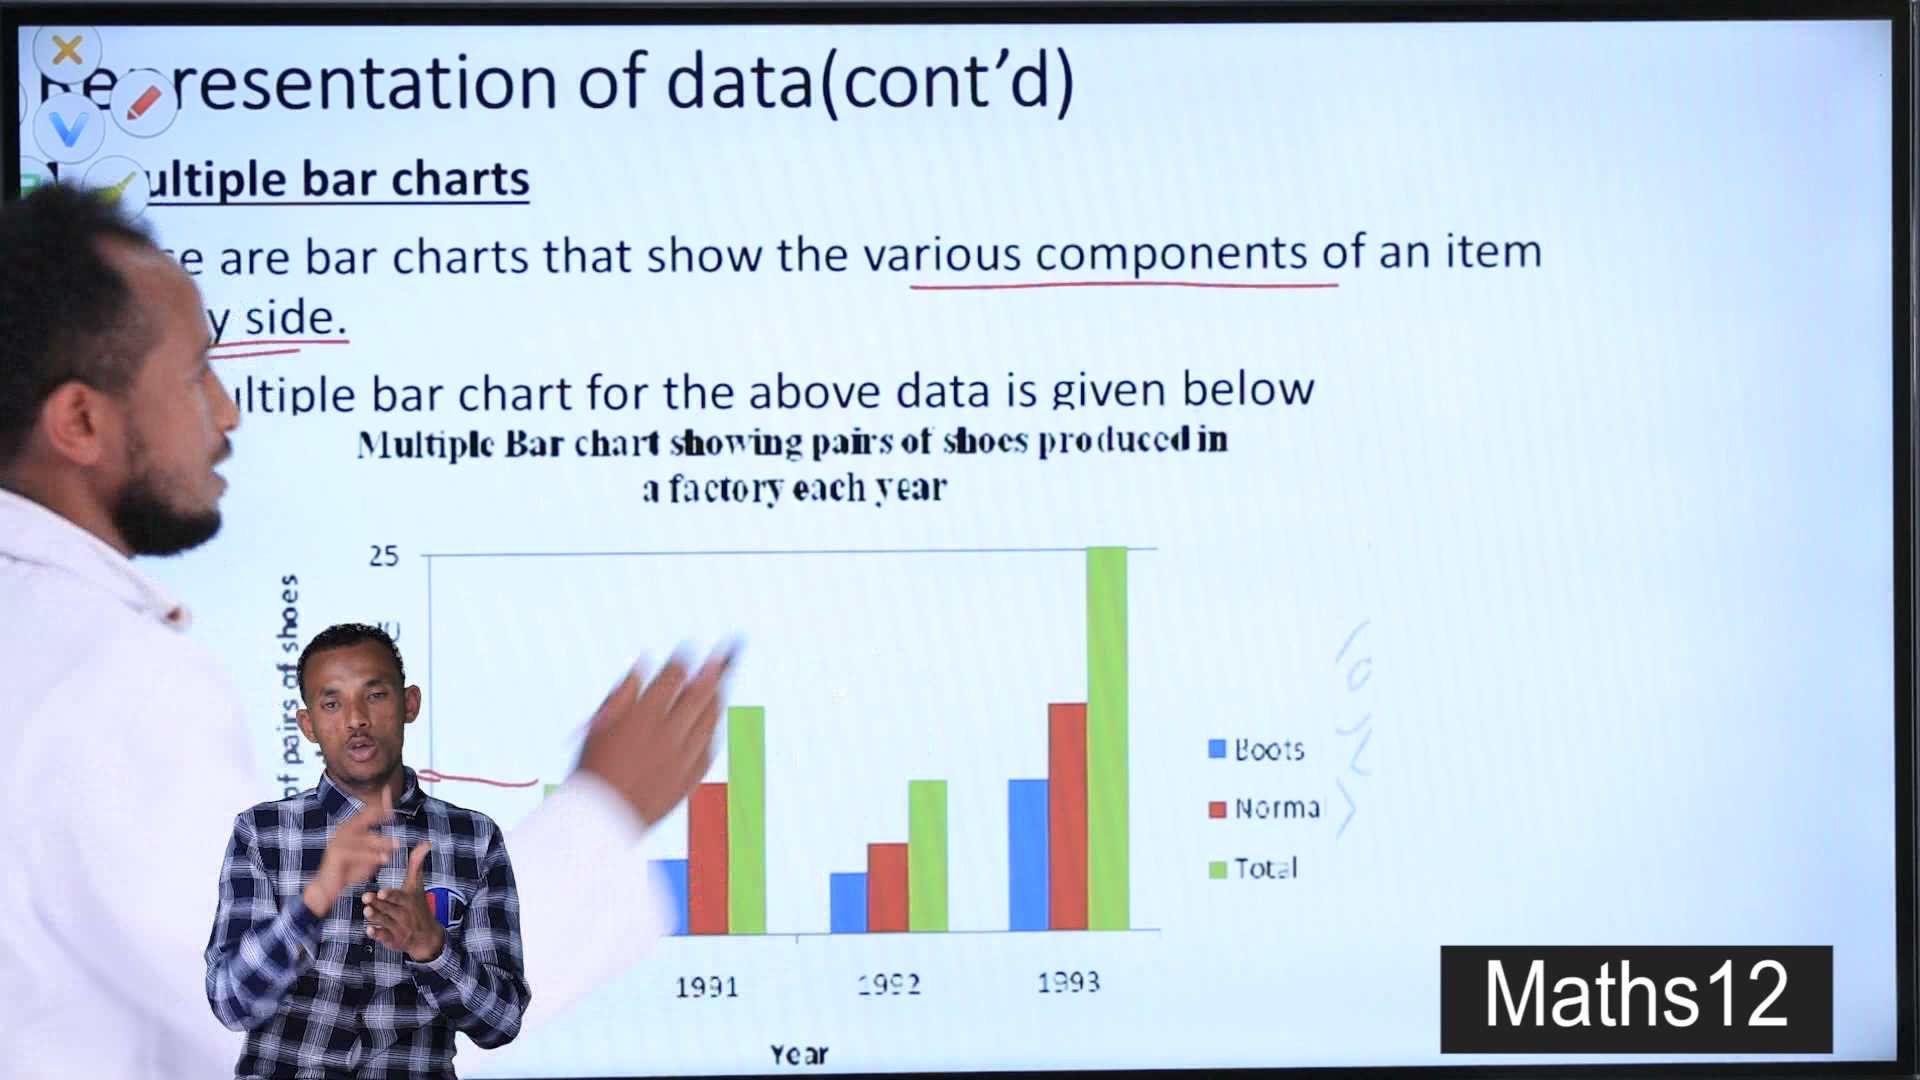 resentation of data(cont'd)
ultiple bar charts
e are bar charts that show the various components of an item
y side.
ltiple bar chart for the above data is given below
Multiple Bar chart showing pairs of shoes produced in
a factory each year
25
of pairs of shoes
Boots
Norma
Total
1991 1992 1993
Year
Maths12